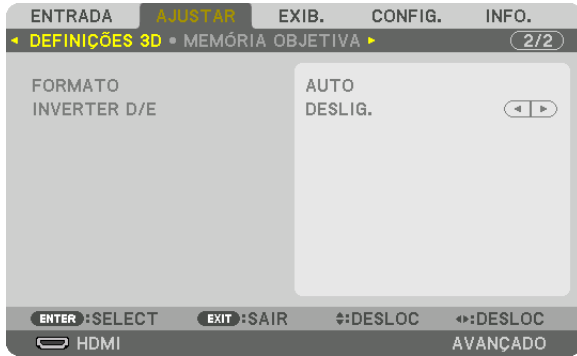 ENTRADA AJUSTAR EXIB. CONFIG. INFO.
DEFINIÇÕES 3D • MEMÓRIA OBJETIVA 2/2
FORMATO AUTO
INVERTER D/E DESLIG.
ENTER :SELECT EXIT :SAIR :DESLOC :DESLOC
HDMI AVANÇADO